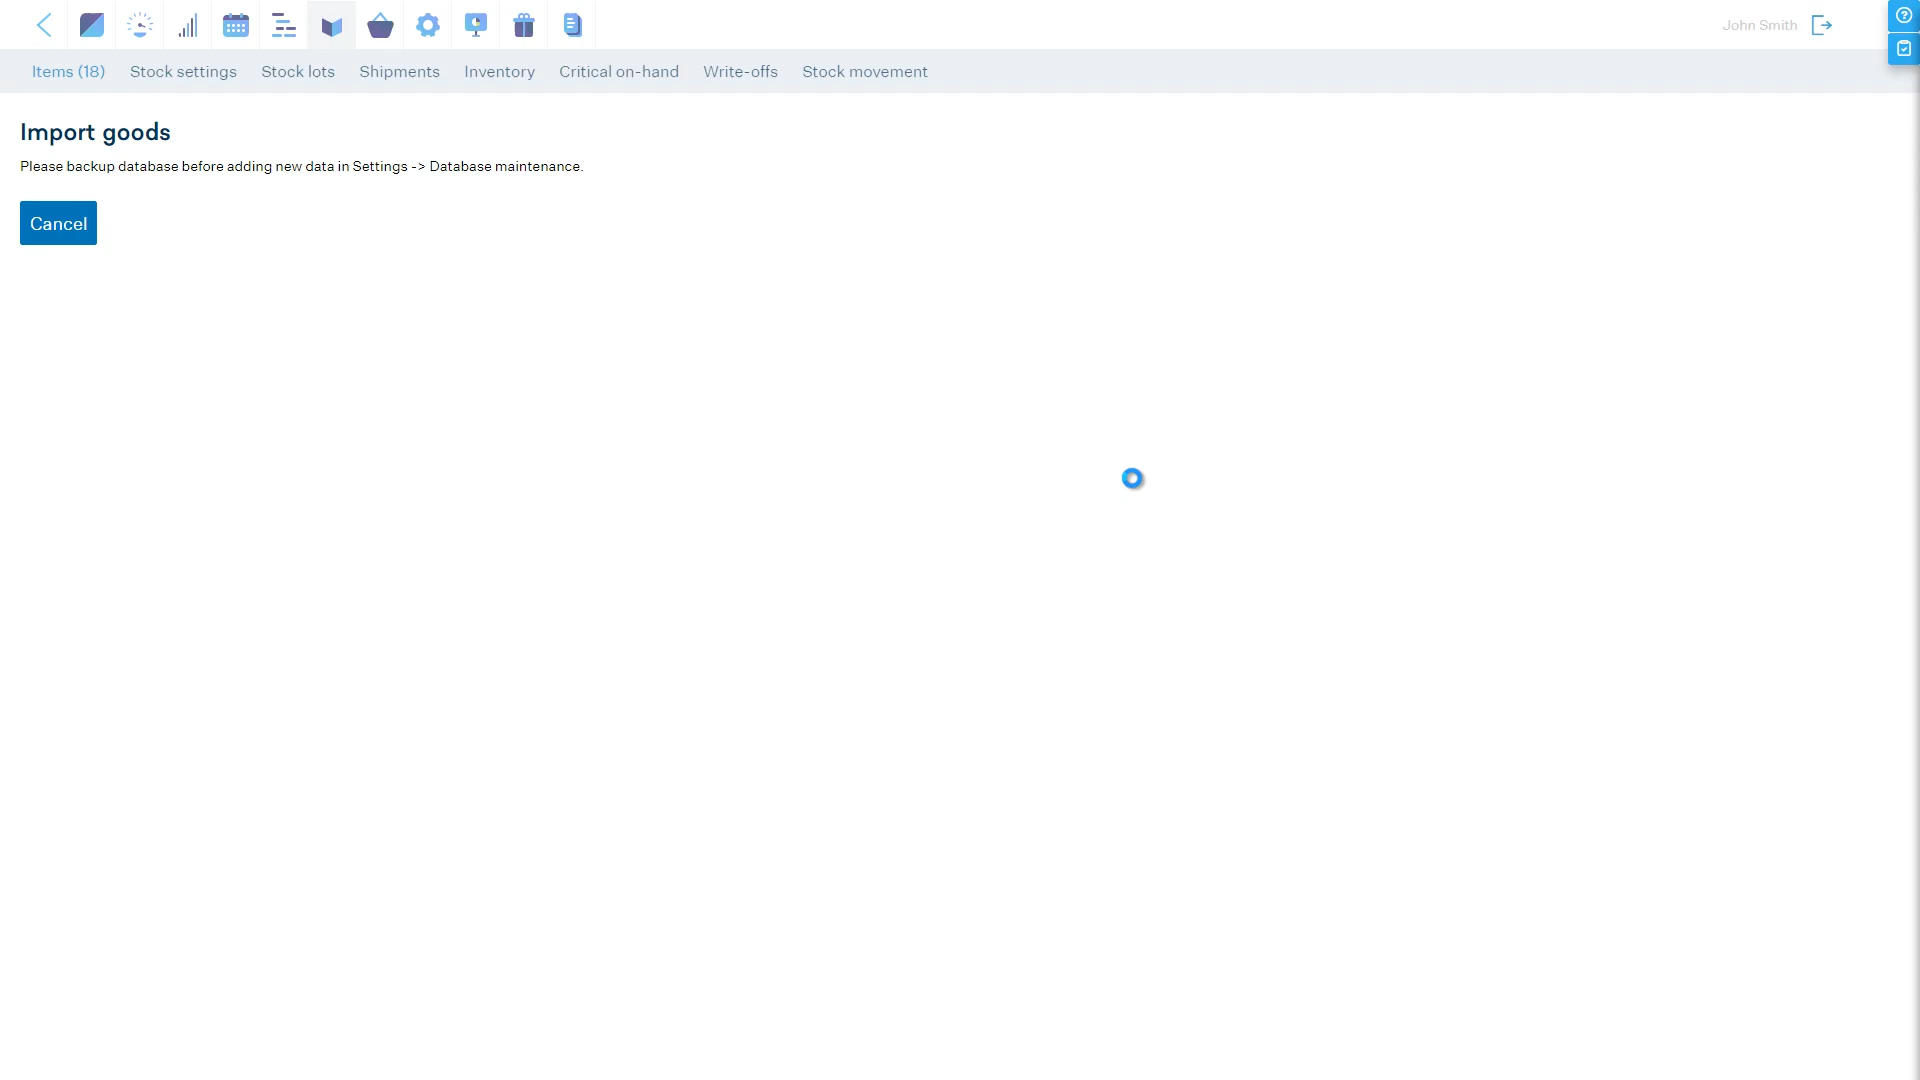 John Smith
Items (18) Stock settings Stock lots Shipments Inventory Critical on-hand Write-offs Stock movement
Import goods
Please backup database before adding new data in Settings -> Database maintenance.
Cancel